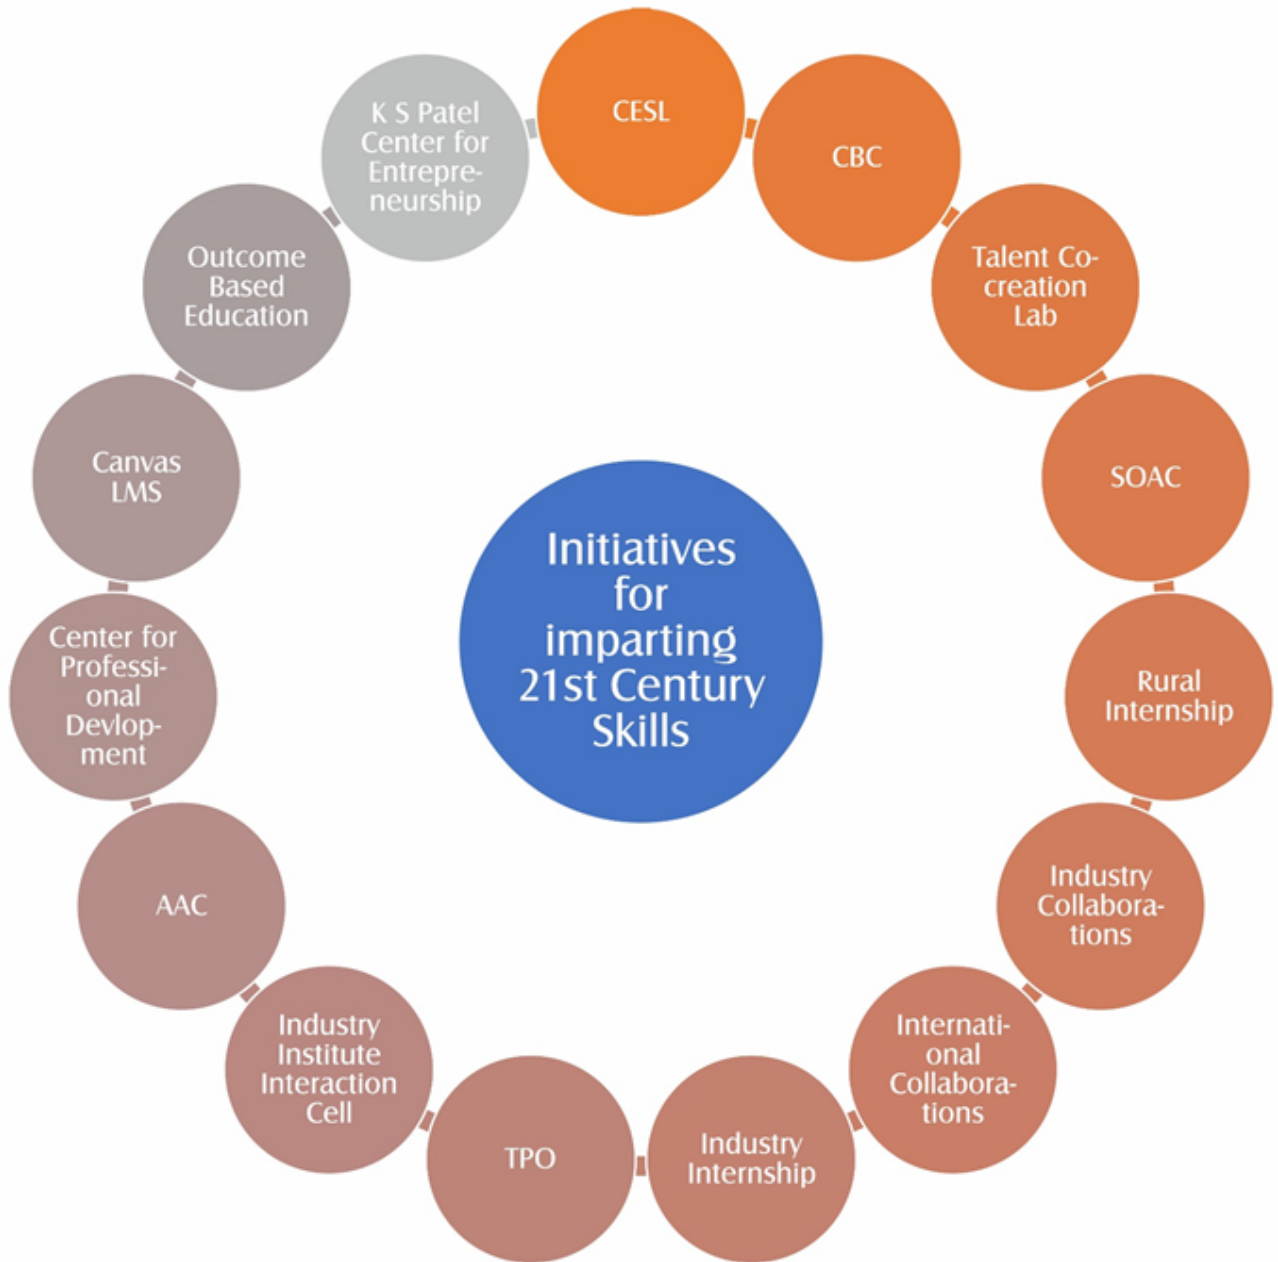 CESL
CBC
Talent Co-
creation
Lab
SOAC
Rural
Internship
Industry
Collabora-
tions
Internati-
onal
Collabora-
tions
Industry
Internship
TPO
Industry
Institute
Interaction
Cell
AAC
Center for
Professi-
onal
Devlop-
ment
Canvas
LMS
Outcome
Based
Education
K S Patel
Center for
Entrepre-
neurship
Initiatives
for
imparting
21st Century
Skills